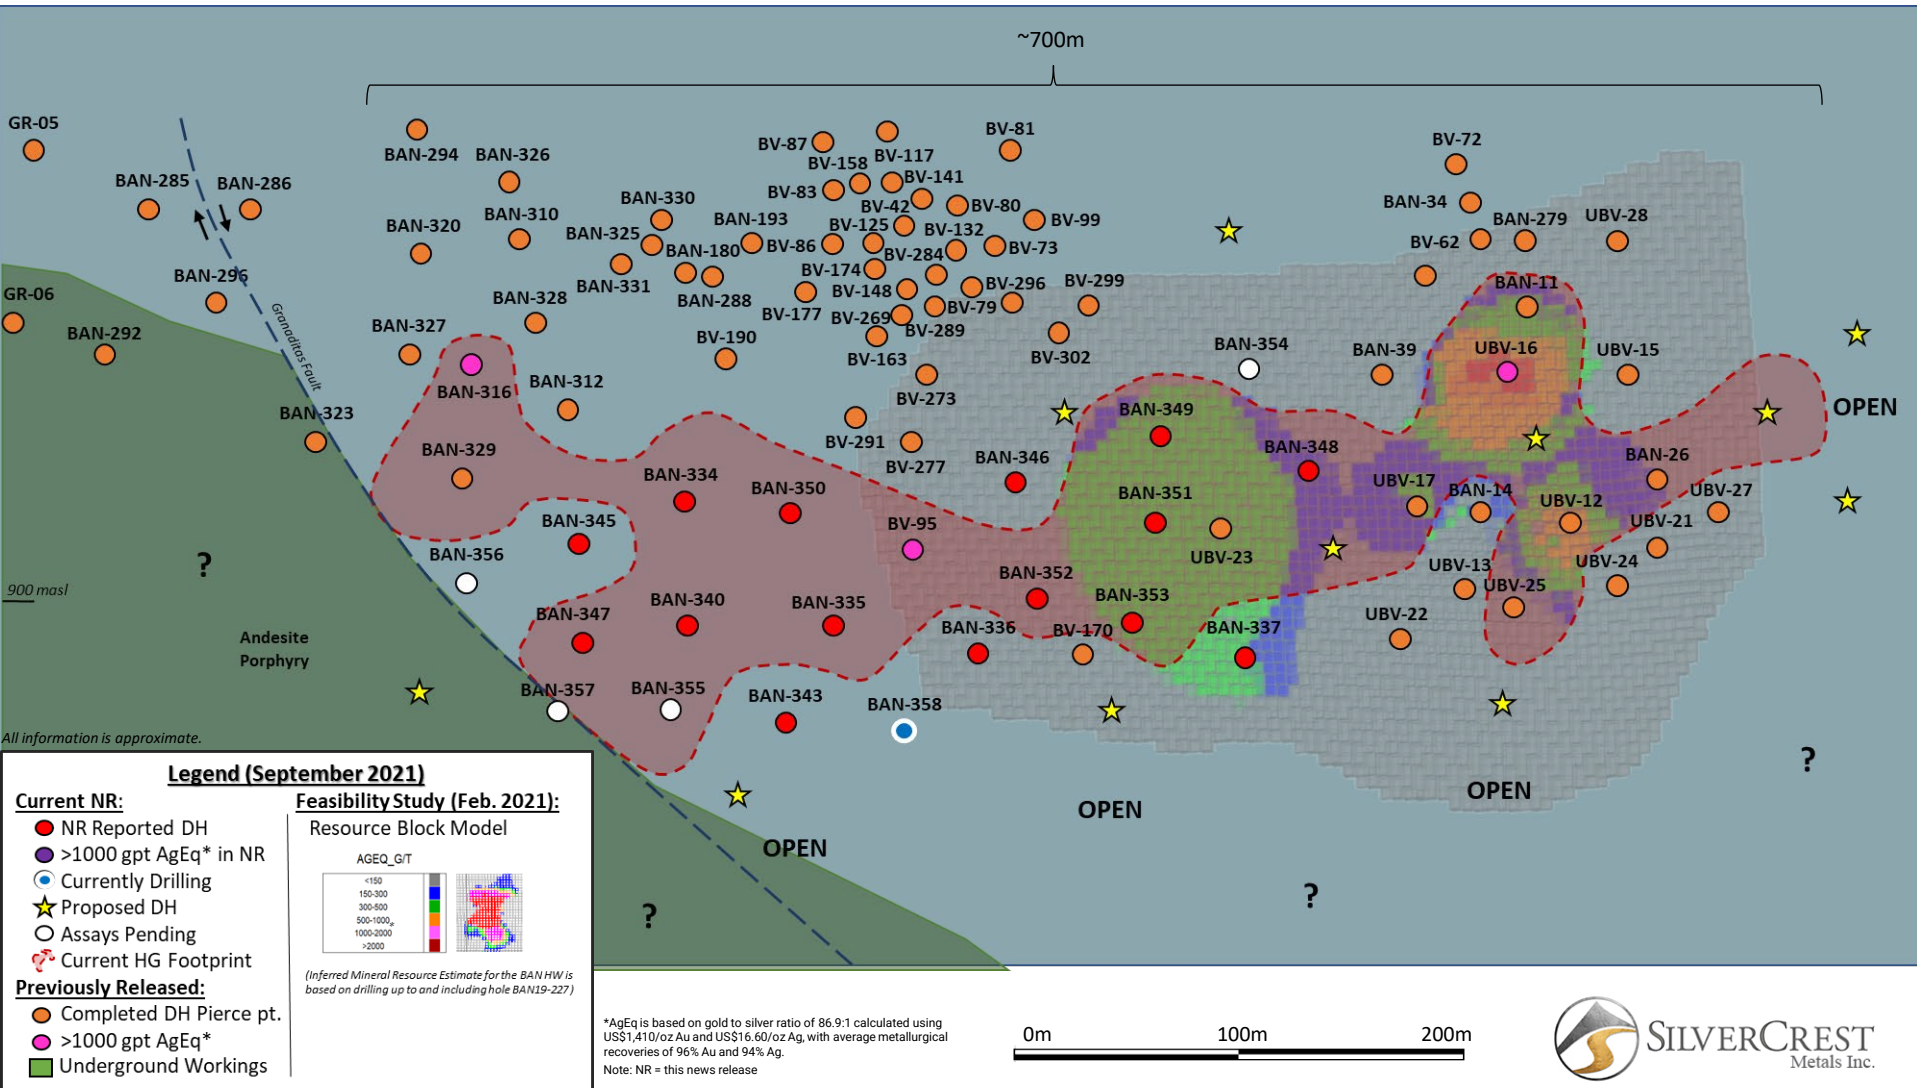 ~700m
GR-05
BAN-285
BAN-286
BAN-294
BAN-326
BV-87
BV-117
BV-81
BV-158
BV-141
BV-83
BV-72
BAN-34
BAN-330
BAN-193
BV-42
BV-80
BV-99
BAN-320
BAN-310
BAN-325
BAN-180
BV-86
BV-125
BV-132
BV-73
BV-62
BAN-279
UBV-28
BAN-296
BAN-331
BAN-288
BV-174
BV-284
GR-06
BAN-328
BV-177
BV-148
BV-296
BV-299
BAN-11
BAN-292
BAN-327
BV-190
BV-269
BV-79
BV-289
BV-163
BV-302
BAN-354
BAN-39
UBV-16
UBV-15
Granaditas Fault
BAN-316
BAN-312
BV-273
BAN-323
BAN-349
OPEN
BAN-329
BAN-334
BAN-350
BV-291
BV-277
BAN-346
BAN-348
BAN-26
BAN-345
BV-95
BAN-351
UBV-17
BAN-14
UBV-12
UBV-27
UBV-21
BAN-356
UBV-23
?
BAN-352
UBV-13
UBV-25
UBV-24
900 masl
BAN-347
BAN-340
BAN-335
BAN-353
BAN-336
BV-170
BAN-337
UBV-22
Andesite
Porphyry
BAN-357
BAN-355
BAN-343
BAN-358
All information is approximate.
?
OPEN
OPEN
OPEN
?
?
Legend (September 2021)
Current NR:
NR Reported DH
>1000 gpt AgEq* in NR
Currently Drilling
Proposed DH
Assays Pending
Current HG Footprint
Previously Released:
Completed DH Pierce pt.
>1000 gpt AgEq*
Underground Workings
Feasibility Study (Feb. 2021):
Resource Block Model
AGEQ_G/T
<150
150-300
300-500
500-1000*
1000-2000
>2000
(Inferred Mineral Resource Estimate for the BAN HW is
based on drilling up to and including hole BAN19-227)
*AgEq is based on gold to silver ratio of 86.9:1 calculated using
US$1,410/oz Au and US$16.60/oz Ag, with average metallurgical
recoveries of 96% Au and 94% Ag.
Note: NR = this news release
0m 100m 200m
SILVERCREST
Metals Inc.